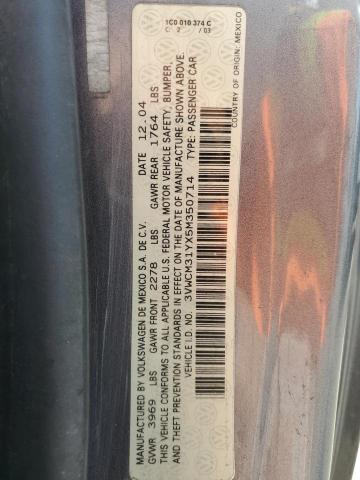 1C0 010 374 C
C 2 /03
MANUFACTURED BY VOLKSWAGEN DE MEXICO S.A. DE C.V. DATE 12.04
GVWR 3969 LBS GAWR FRONT 2278 LBS GAWR REAR 1764 LBS
THIS VEHICLE CONFORMS TO ALL APPLICABLE U.S. FEDERAL MOTOR VEHICLE SAFETY, BUMPER,
AND THEFT PREVENTION STANDARDS IN EFFECT ON THE DATE OF MANUFACTURE SHOWN ABOVE.
VEHICLE I.D. NO. 3VWCM31YX5M350714 TYPE: PASSENGER CAR
COUNTRY OF ORIGIN: MEXICO